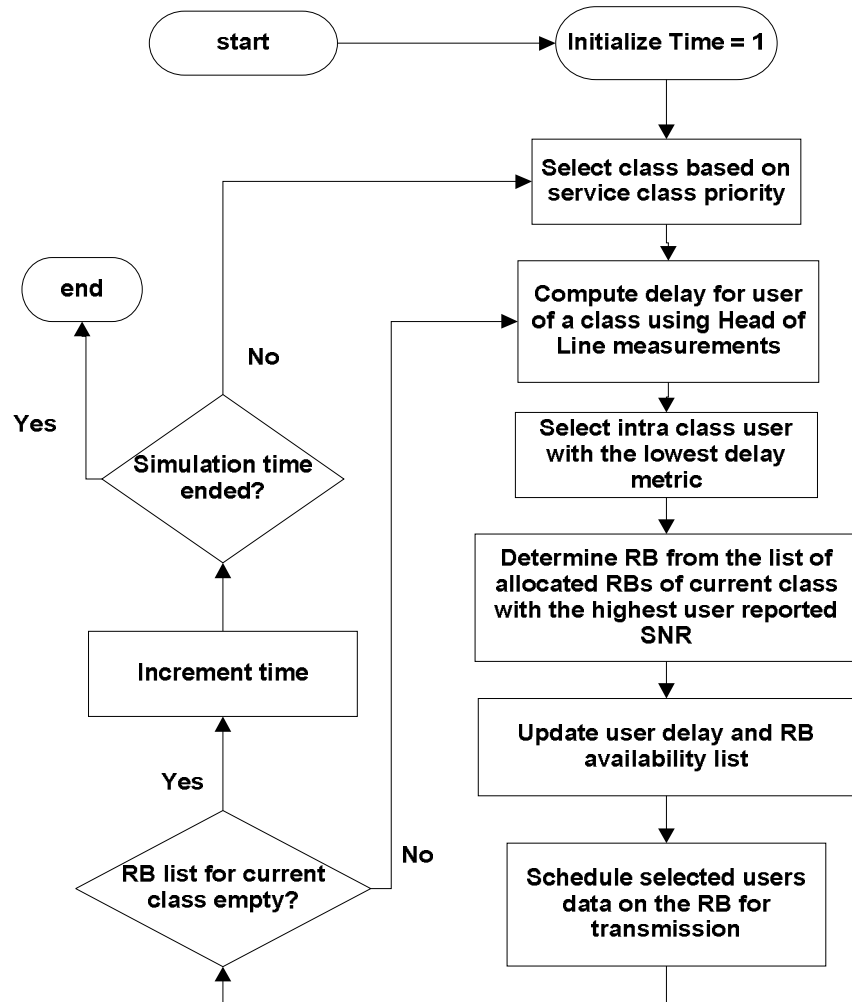 start
Initialize Time = 1
Select class based on
service class priority
end
Compute delay for user
of a class using Head of
Line measurements
No
Yes
Select intra class user
with the lowest delay
metric
Simulation time
ended?
Determine RB from the list of
allocated RBs of current class
with the highest user reported
SNR
Increment time
Update user delay and RB
availability list
Yes
No
RB list for current
class empty?
Schedule selected users
data on the RB for
transmission